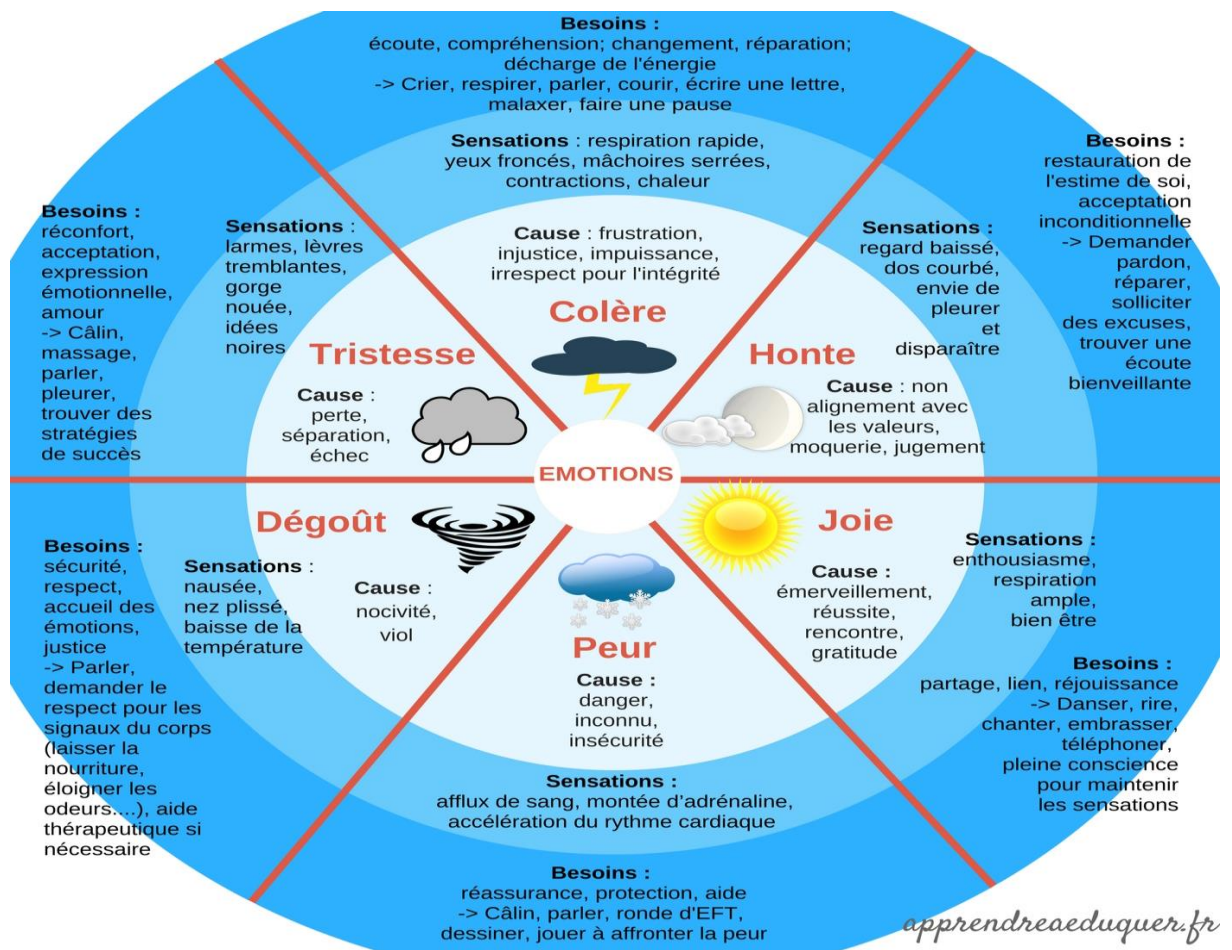 Besoins :
écoute, compréhension; changement, réparation;
décharge de l'énergie
-> Crier, respirer, parler, courir, écrire une lettre,
malaxer, faire une pause
Sensations : respiration rapide,
yeux froncés, mâchoires serrées,
contractions, chaleur
Cause : frustration,
injustice, impuissance,
irrespect pour l'intégrité
Colère
Besoins :
restauration de
l'estime de soi,
acceptation
inconditionnelle
-> Demander
pardon,
réparer,
solliciter
des excuses,
trouver une
écoute
bienveillante
Sensations :
regard baissé,
dos courbé,
envie de
pleurer
et
disparaître
Honte
Cause : non
alignement avec
les valeurs,
moquerie, jugement
Besoins :
réconfort,
acceptation,
expression
émotionnelle,
amour
-> Câlin,
massage,
parler,
pleurer,
trouver des
stratégies
de succès
Sensations :
larmes, lèvres
tremblantes,
gorge
nouée,
idées
noires
Tristesse
Cause :
perte,
séparation,
échec
EMOTIONS
Dégoût
Cause :
nocivité,
viol
Sensations :
nausée,
nez plissé,
baisse de la
température
Besoins :
sécurité,
respect,
accueil des
émotions,
justice
-> Parler,
demander le
respect pour les
signaux du corps
(laisser la
nourriture,
éloigner les
odeurs....), aide
thérapeutique si
nécessaire
Peur
Cause :
danger,
inconnu,
insécurité
Sensations :
afflux de sang, montée d'adrénaline,
accélération du rythme cardiaque
Besoins :
réassurance, protection, aide
-> Câlin, parler, ronde d'EFT,
dessiner, jouer à affronter la peur
Joie
Cause :
émerveillement,
réussite,
rencontre,
gratitude
Sensations :
enthousiasme,
respiration
ample,
bien être
Besoins :
partage, lien, réjouissance
-> Danser, rire,
chanter, embrasser,
téléphoner,
pleine conscience
pour maintenir
les sensations
apprendreaeduquer.fr